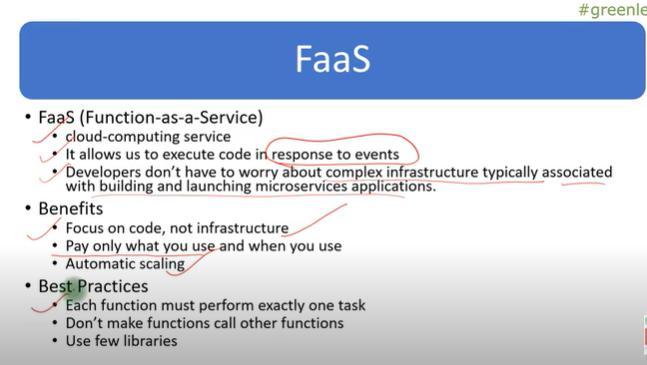 #greenle
FaaS
• FaaS (Function-as-a-Service)
• cloud-computing service
• It allows us to execute code in response to events
• Developers don't have to worry about complex infrastructure typically associated
with building and launching microservices applications.
• Benefits
• Focus on code, not infrastructure
• Pay only what you use and when you use
• Automatic scaling
• Best Practices
• Each function must perform exactly one task
• Don't make functions call other functions
• Use few libraries